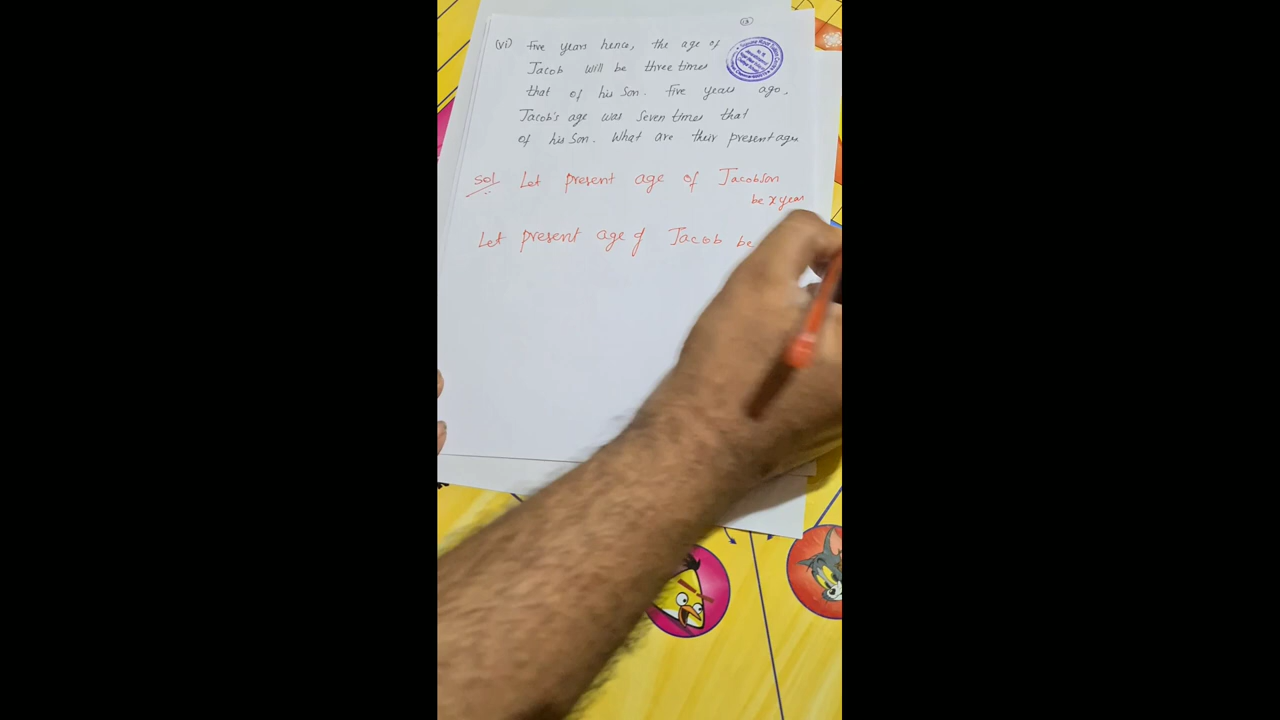 (vi) Five years hence, the age of
Jacob will be three times
that of his Son. Five years ago,
Jacob's age was Seven times that
of his Son. What are their present ages
Sol Let present age of Jacobson
be x year
Let present age of Jacob be